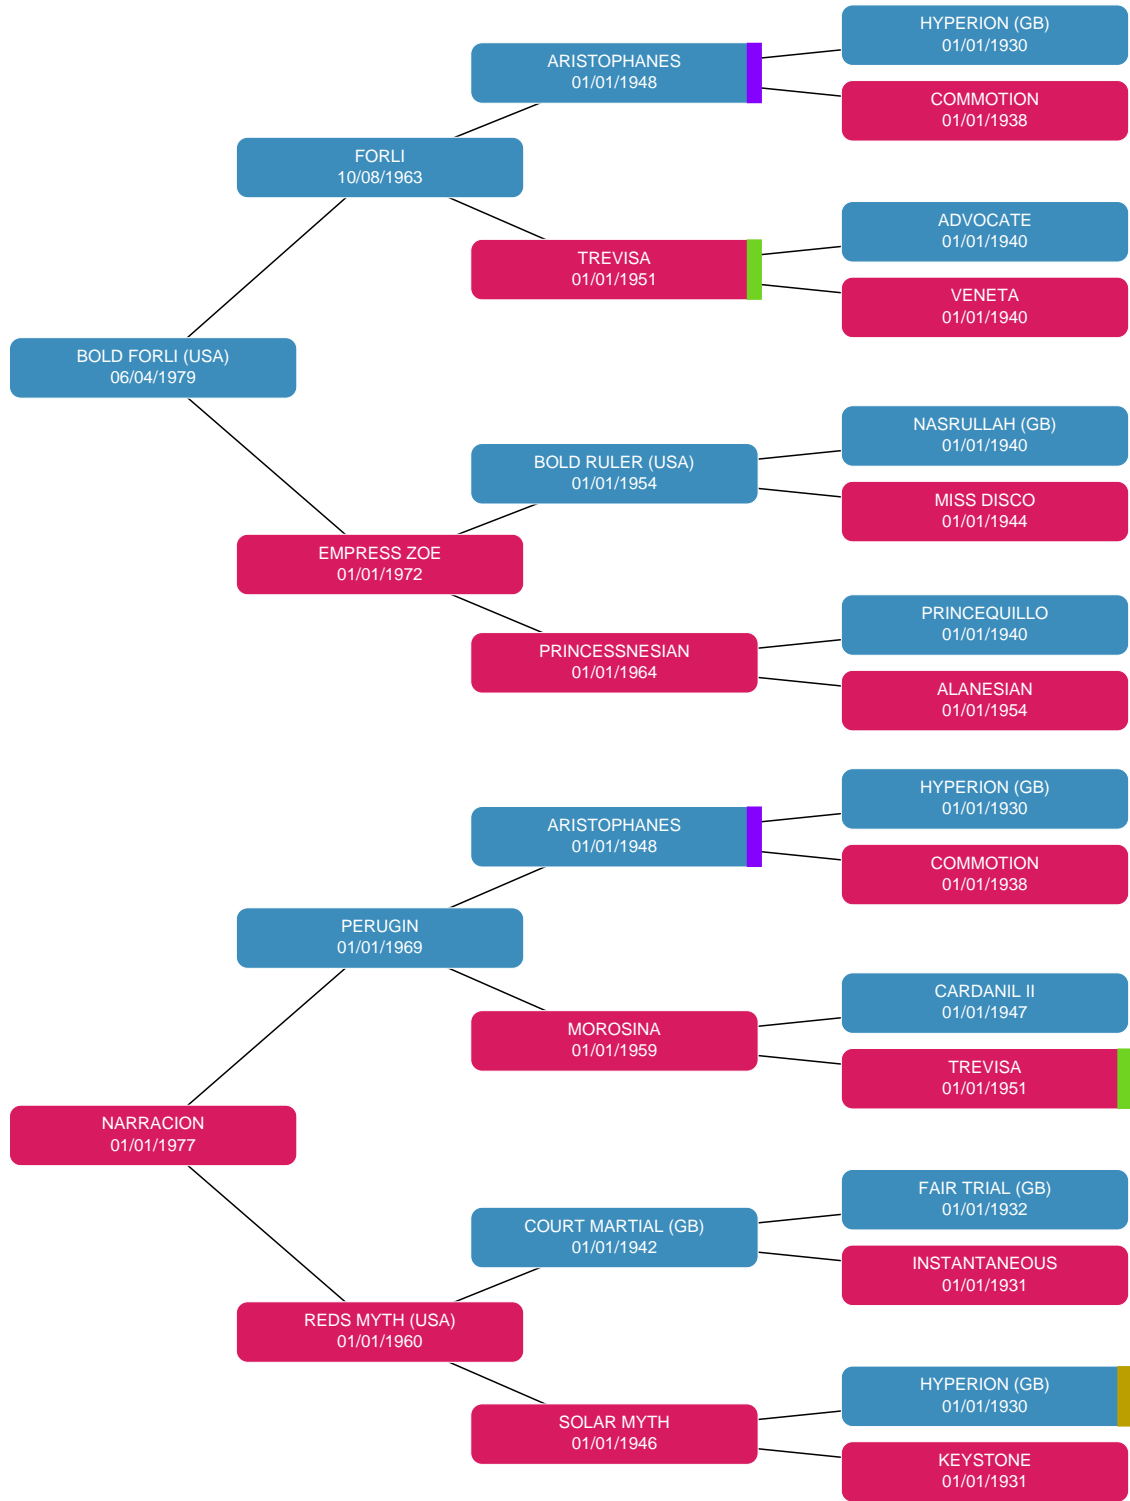 HYPERION (GB)
01/01/1930
ARISTOPHANES
01/01/1948
COMMOTION
01/01/1938
FORLI
10/08/1963
ADVOCATE
01/01/1940
TREVISA
01/01/1951
VENETA
01/01/1940
BOLD FORLI (USA)
06/04/1979
NASRULLAH (GB)
01/01/1940
BOLD RULER (USA)
01/01/1954
MISS DISCO
01/01/1944
EMPRESS ZOE
01/01/1972
PRINCEQUILLO
01/01/1940
PRINCESSNESIAN
01/01/1964
ALANESIAN
01/01/1954
HYPERION (GB)
01/01/1930
ARISTOPHANES
01/01/1948
COMMOTION
01/01/1938
PERUGIN
01/01/1969
CARDANIL II
01/01/1947
MOROSINA
01/01/1959
TREVISA
01/01/1951
NARRACION
01/01/1977
FAIR TRIAL (GB)
01/01/1932
COURT MARTIAL (GB)
01/01/1942
INSTANTANEOUS
01/01/1931
REDS MYTH (USA)
01/01/1960
HYPERION (GB)
01/01/1930
SOLAR MYTH
01/01/1946
KEYSTONE
01/01/1931